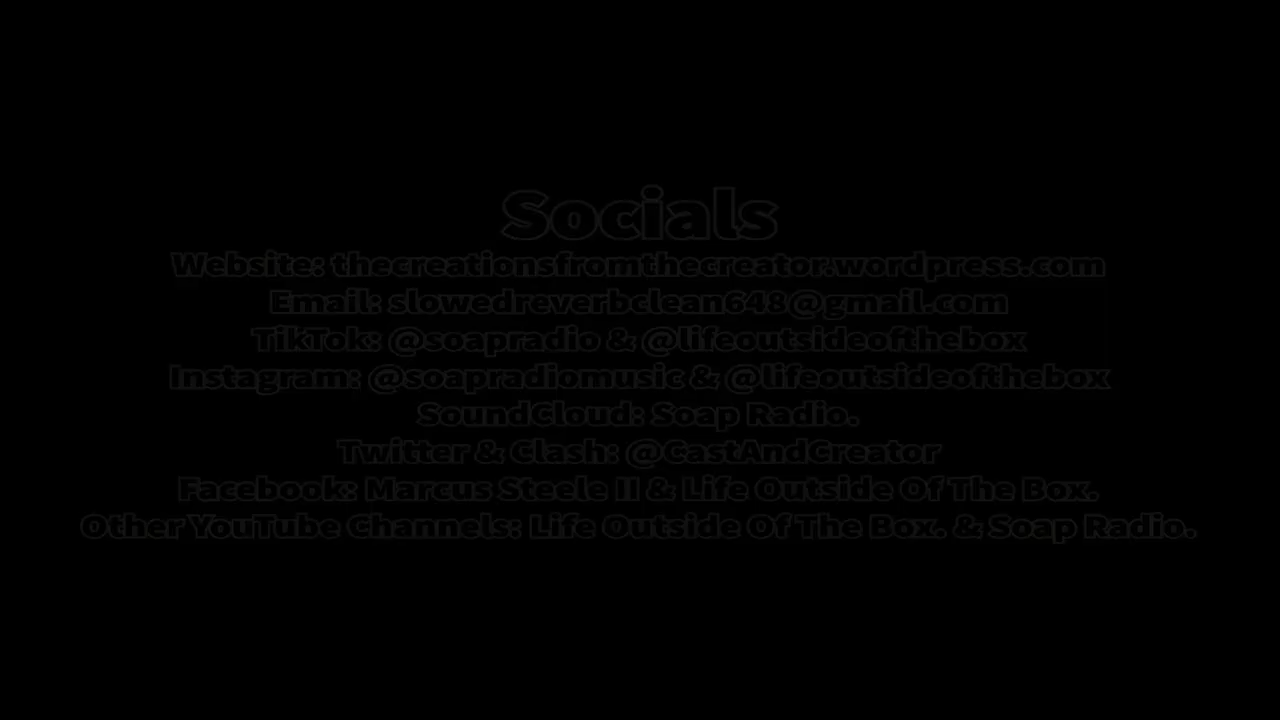 Socials
Website: thecreationsfromthecreator.wordpress.com
Email: slowedreverbclean648@gmail.com
TikTok: @soapradio & @lifeoutsideofthebox
Instagram: @soapradiomusic & @lifeoutsideofthebox
SoundCloud: Soap Radio.
Twitter & Clash: @CastAndCreator
Facebook: Marcus Steele II & Life Outside Of The Box.
Other YouTube Channels: Life Outside Of The Box. & Soap Radio.